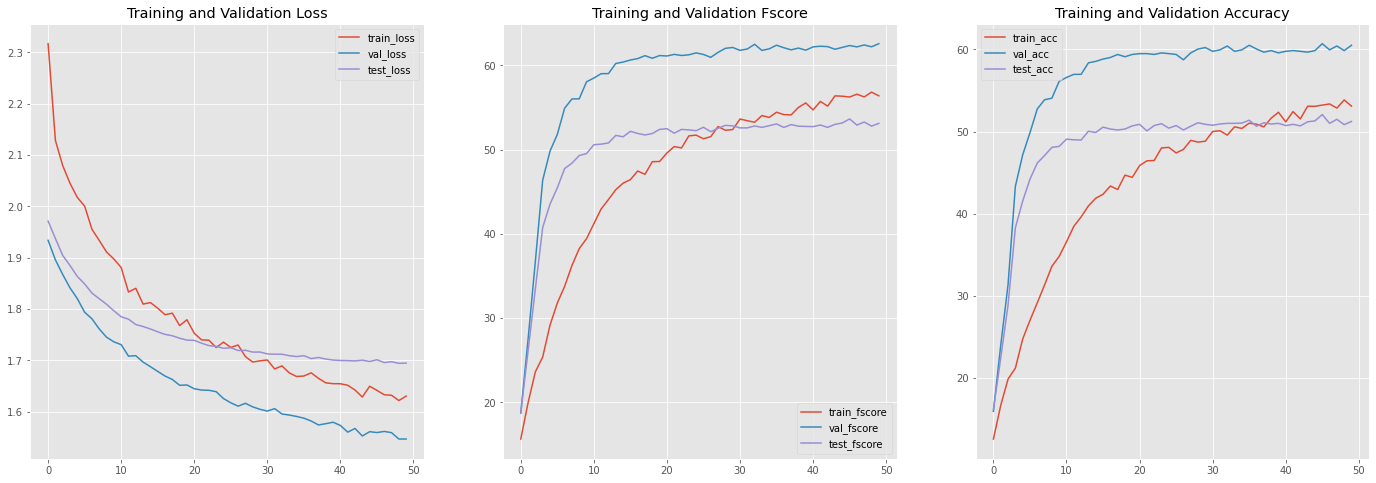 Training and Validation Loss
train_loss
val_loss
test_loss
2.3
2.2
2.1
2.0
1.9
1.8
1.7
1.6
0 10 20 30 40 50
Training and Validation Fscore
60
50
40
30
20
train_fscore
val_fscore
test_fscore
0 10 20 30 40 50
Training and Validation Accuracy
train_acc
val_acc
test_acc
60
50
40
30
20
0 10 20 30 40 50